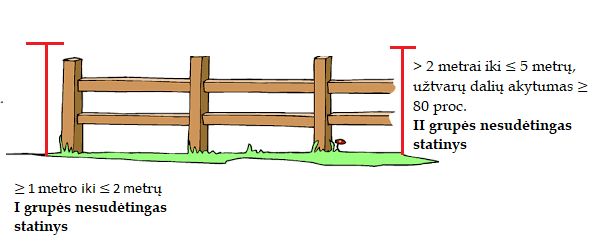 > 2 metrai iki ≤ 5 metrų,
užtvarų dalių akytumas ≥
80 proc.
II grupės nesudėtingas
statinys
≥ 1 metro iki ≤ 2 metrų
I grupės nesudėtingas
statinys